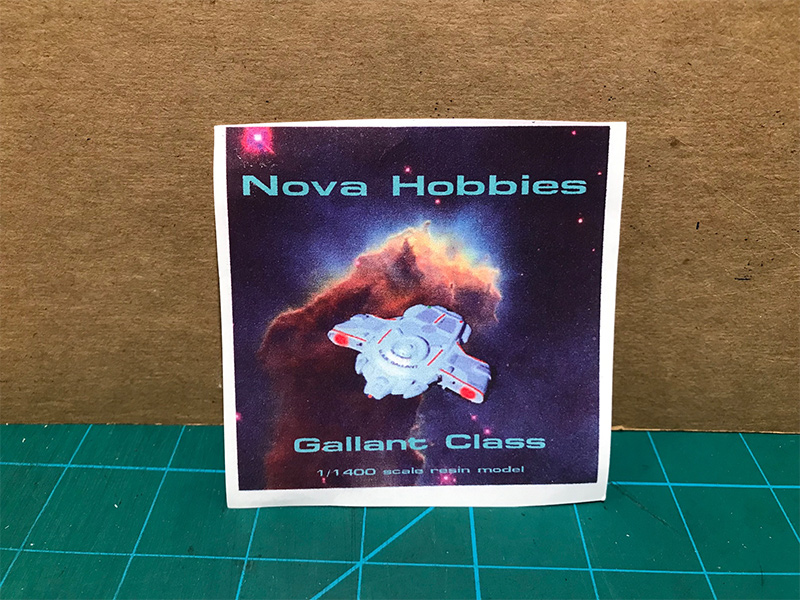 Nova Hobbies
Gallant Class
1/1400 scale resin model